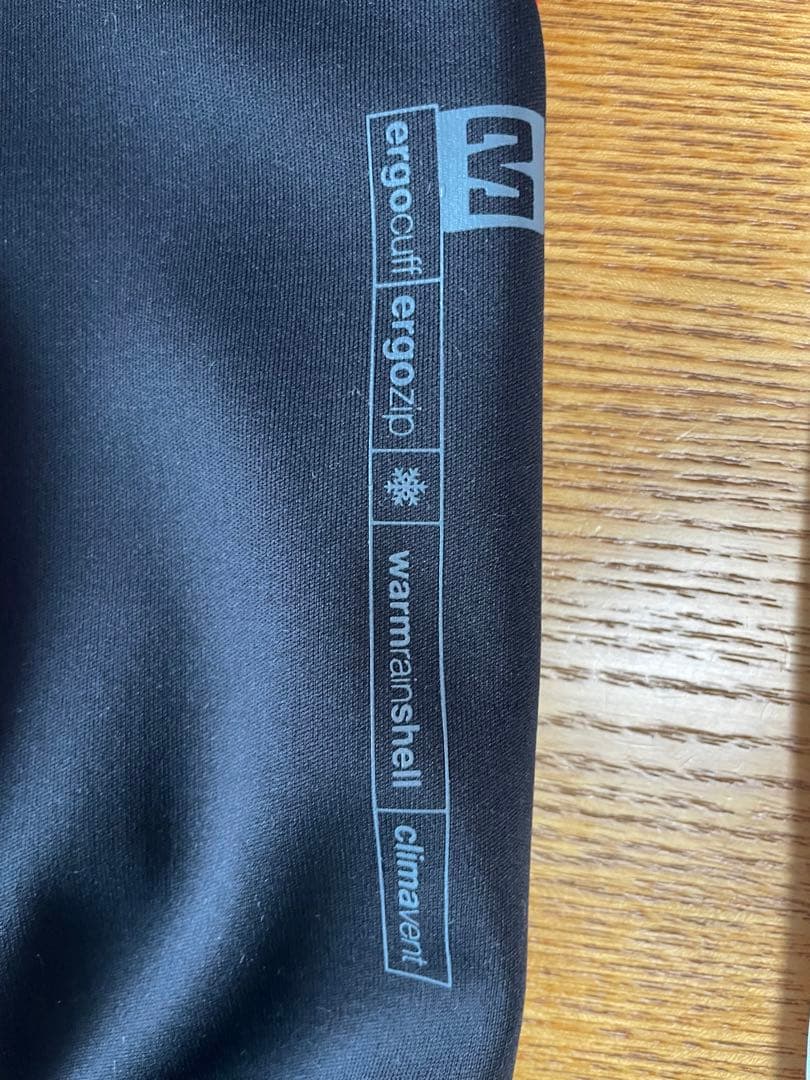 M
ergocuff
ergozip
warmrainshell
climavent